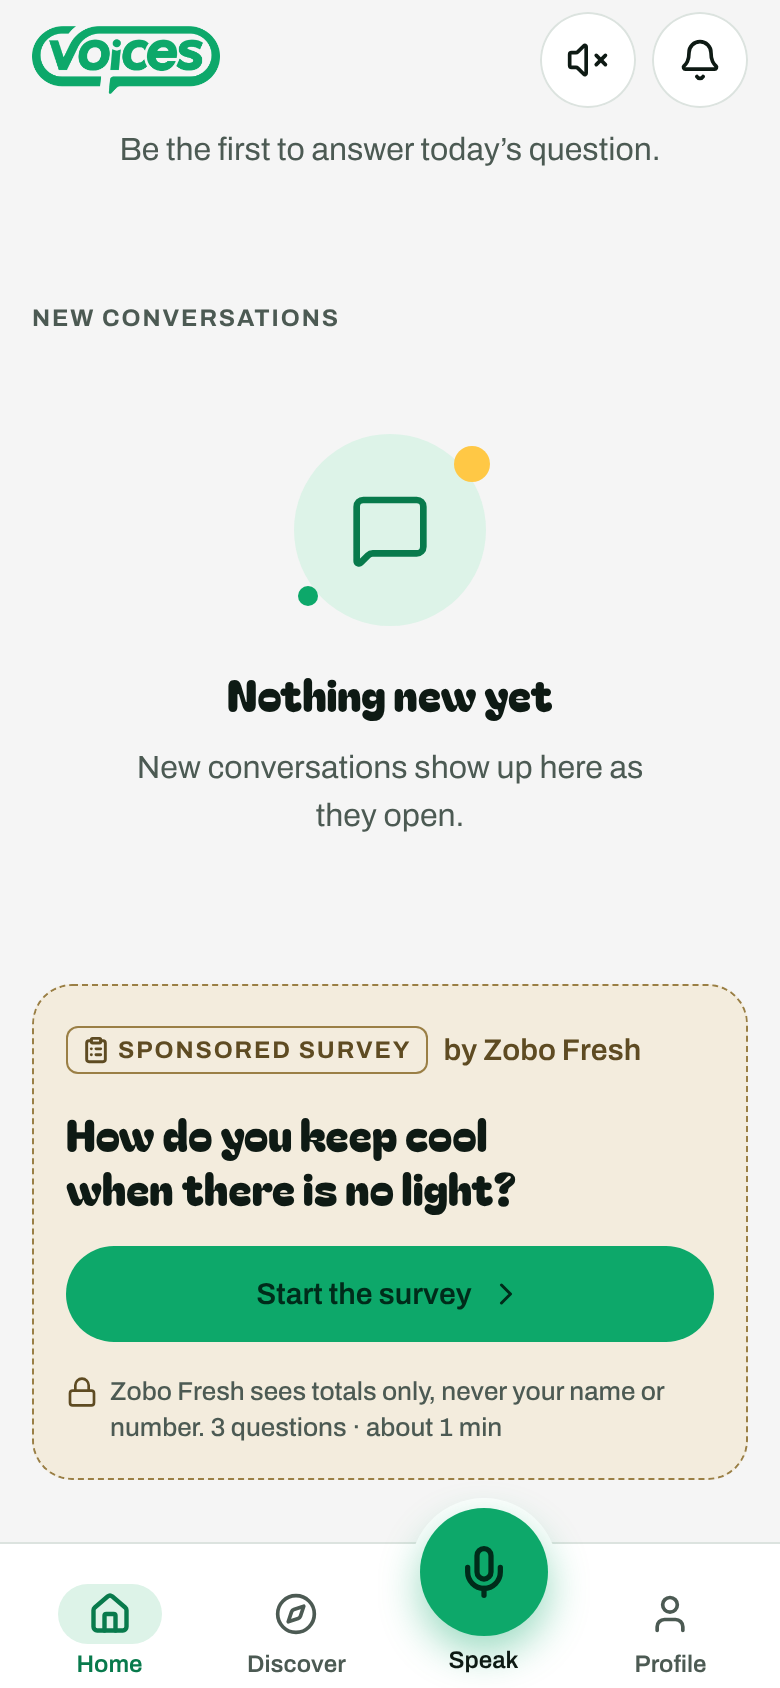 Voices
Be the first to answer today’s question.
NEW CONVERSATIONS
Nothing new yet
New conversations show up here as
they open.
SPONSORED SURVEY by Zobo Fresh
How do you keep cool
when there is no light?
Start the survey
Zobo Fresh sees totals only, never your name or
number. 3 questions · about 1 min
Home
Discover
Speak
Profile